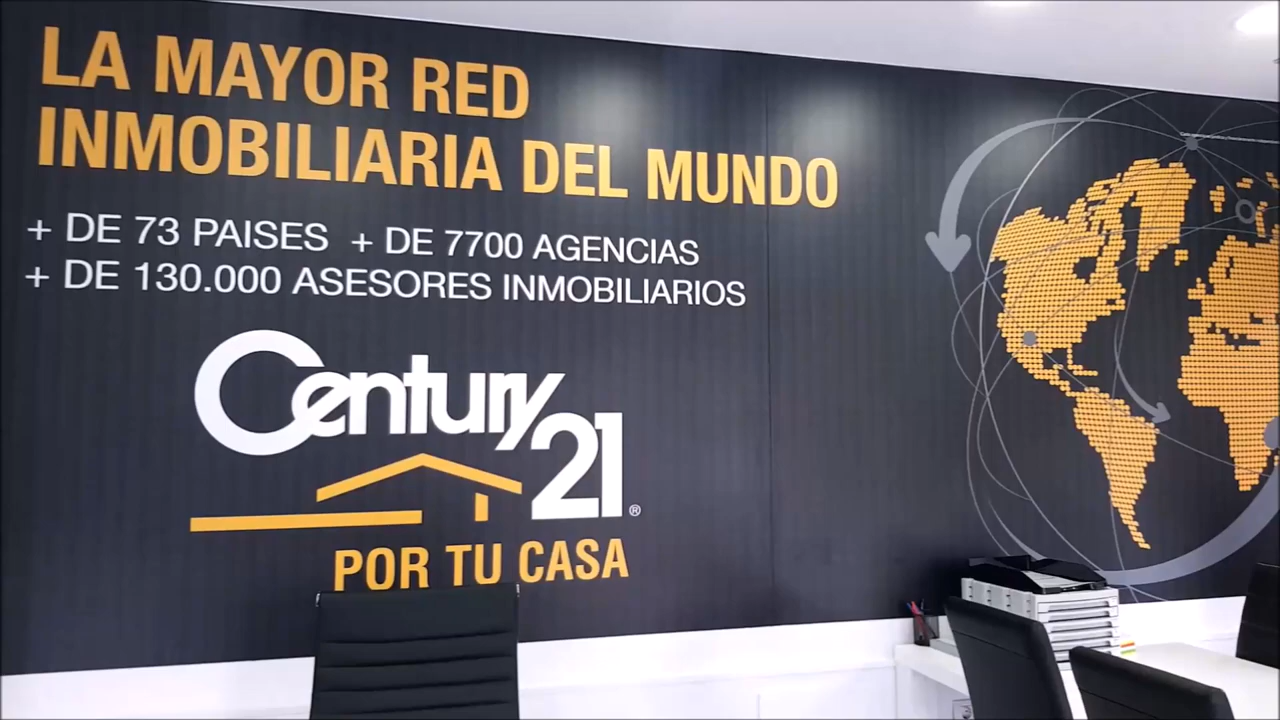 LA MAYOR RED
INMOBILIARIA DEL MUNDO
+ DE 73 PAISES + DE 7700 AGENCIAS
+ DE 130.000 ASESORES INMOBILIARIOS
Century 21®
POR TU CASA